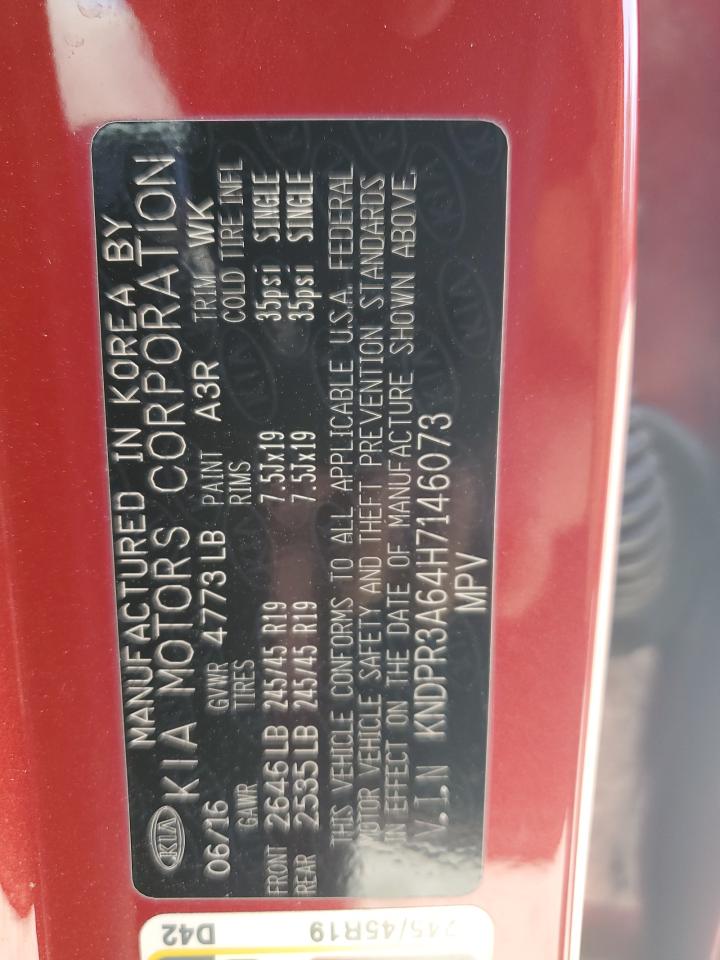 MANUFACTURED IN KOREA BY
KIA KIA MOTORS CORPORATION
06/16 GVWR 4773 LB PAINT A3R TRIM WK
GAWR TIRES RIMS COLD TIRE INFL
FRONT 2646 LB 245/45 R19 7.5Jx19 35psi SINGLE
REAR 2535 LB 245/45 R19 7.5Jx19 35psi SINGLE
THIS VEHICLE CONFORMS TO ALL APPLICABLE U.S.A. FEDERAL
MOTOR VEHICLE SAFETY AND THEFT PREVENTION STANDARDS
IN EFFECT ON THE DATE OF MANUFACTURE SHOWN ABOVE.
V.I.N KNDPR3A64H7146073
MPV
245/45R19 D42